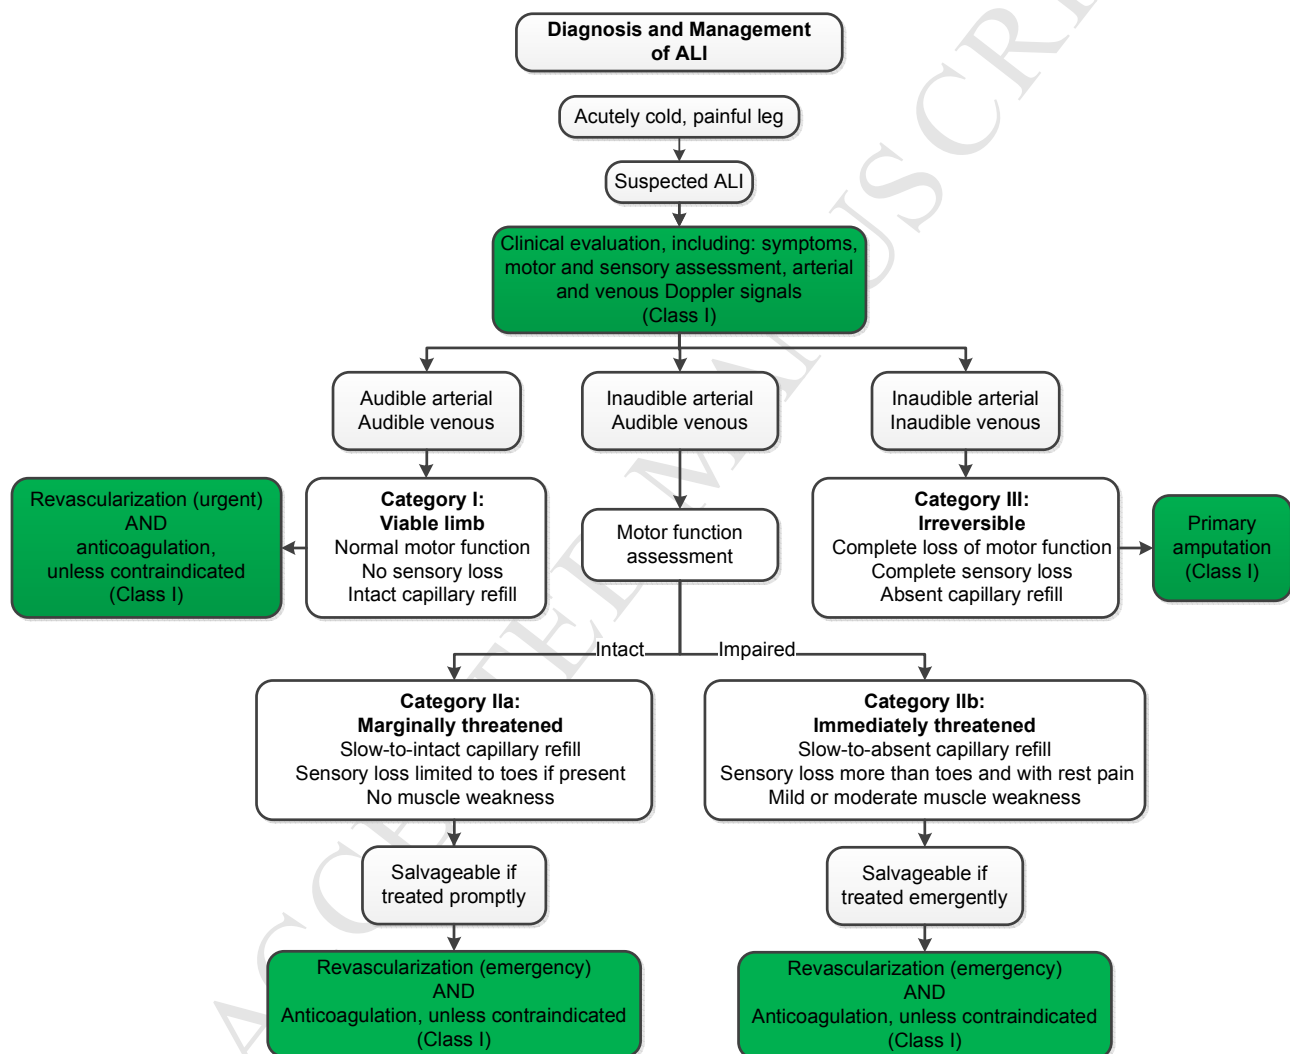 Diagnosis and Management
of ALI
Acutely cold, painful leg
Suspected ALI
Clinical evaluation, including: symptoms,
motor and sensory assessment, arterial
and venous Doppler signals
(Class I)
Audible arterial
Audible venous
Inaudible arterial
Audible venous
Inaudible arterial
Inaudible venous
Revascularization (urgent)
AND
anticoagulation,
unless contraindicated
(Class I)
Category I:
Viable limb
Normal motor function
No sensory loss
Intact capillary refill
Motor function
assessment
Category III:
Irreversible
Complete loss of motor function
Complete sensory loss
Absent capillary refill
Primary
amputation
(Class I)
Intact
Impaired
Category IIa:
Marginally threatened
Slow-to-intact capillary refill
Sensory loss limited to toes if present
No muscle weakness
Category IIb:
Immediately threatened
Slow-to-absent capillary refill
Sensory loss more than toes and with rest pain
Mild or moderate muscle weakness
Salvageable if
treated promptly
Salvageable if
treated emergently
Revascularization (emergency)
AND
Anticoagulation, unless contraindicated
(Class I)
Revascularization (emergency)
AND
Anticoagulation, unless contraindicated
(Class I)